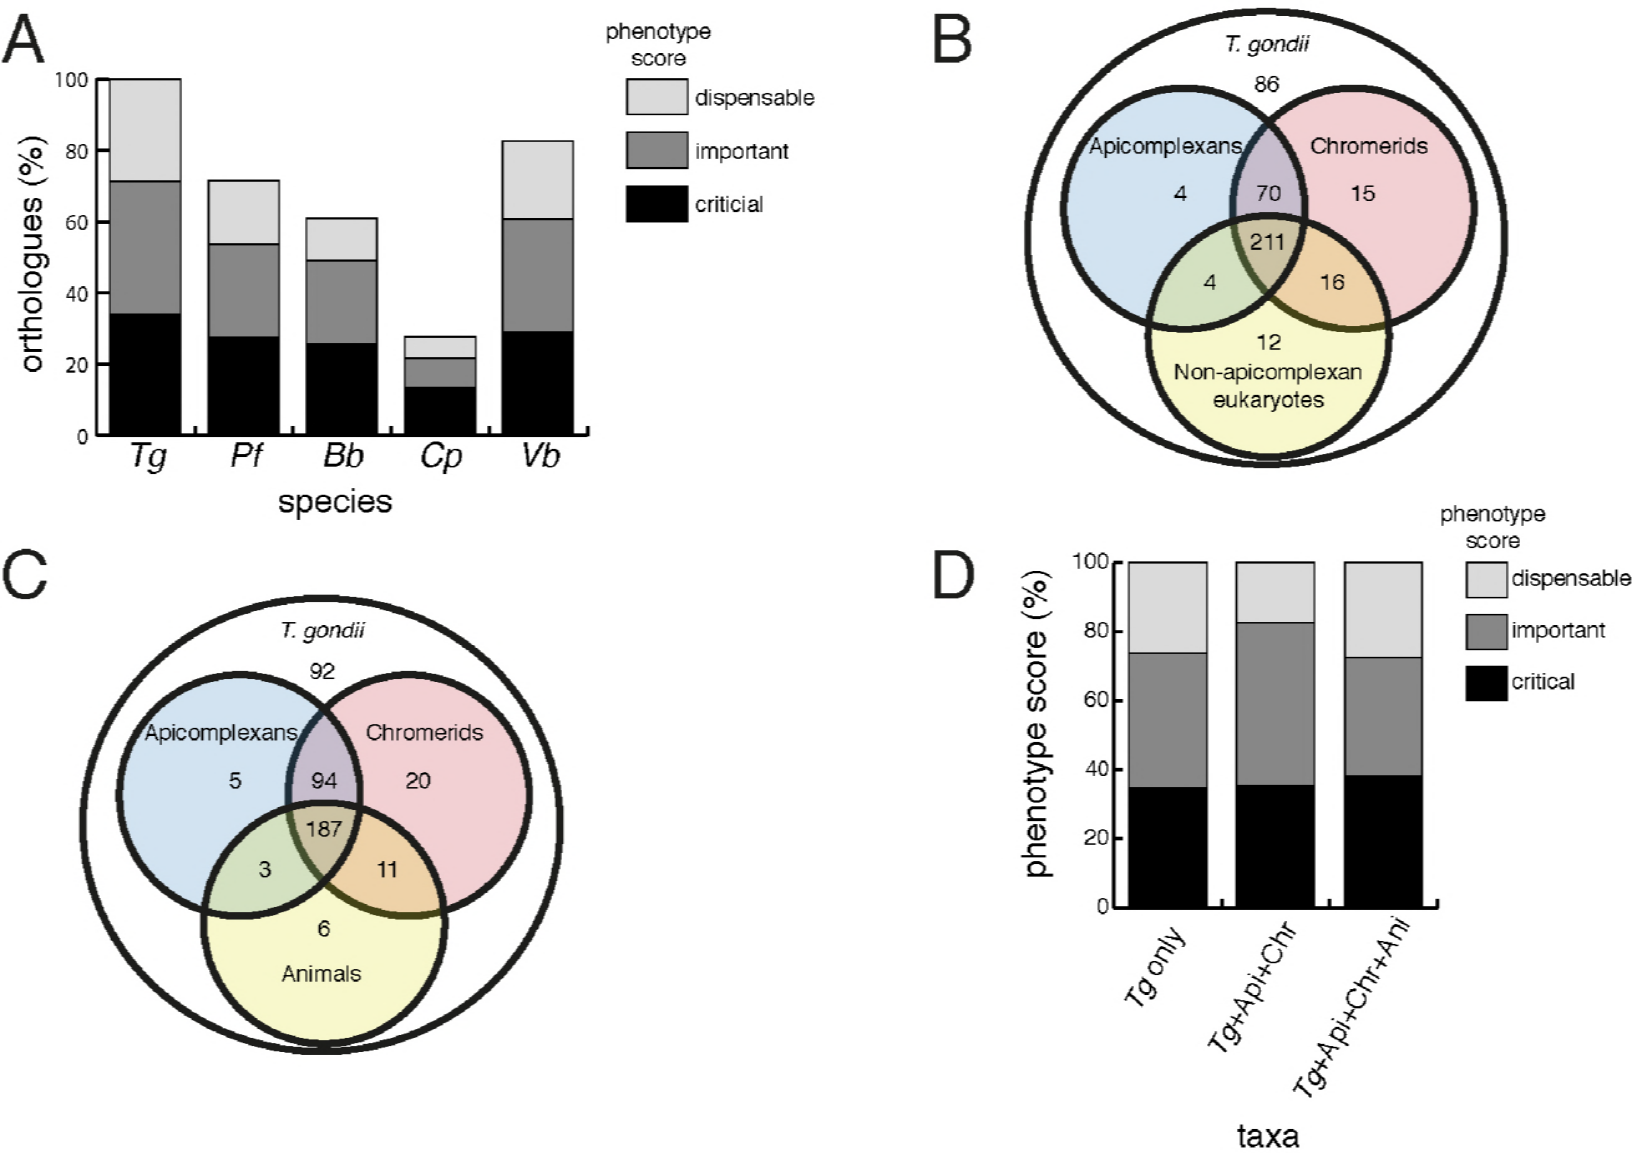 A
phenotype
score
dispensable
important
criticial
100
80
60
40
20
0
orthologues (%)
Tg Pf Bb Cp Vb
species
B
T. gondii
86
Apicomplexans Chromerids
4 70 15
211
4 16
12
Non-apicomplexan
eukaryotes
C
T. gondii
92
Apicomplexans Chromerids
5 94 20
187
3 11
6
Animals
D
phenotype
score
dispensable
important
critical
100
80
60
40
20
0
phenotype score (%)
Tg only
Tg+Api+Chr
Tg+Api+Chr+Ani
taxa